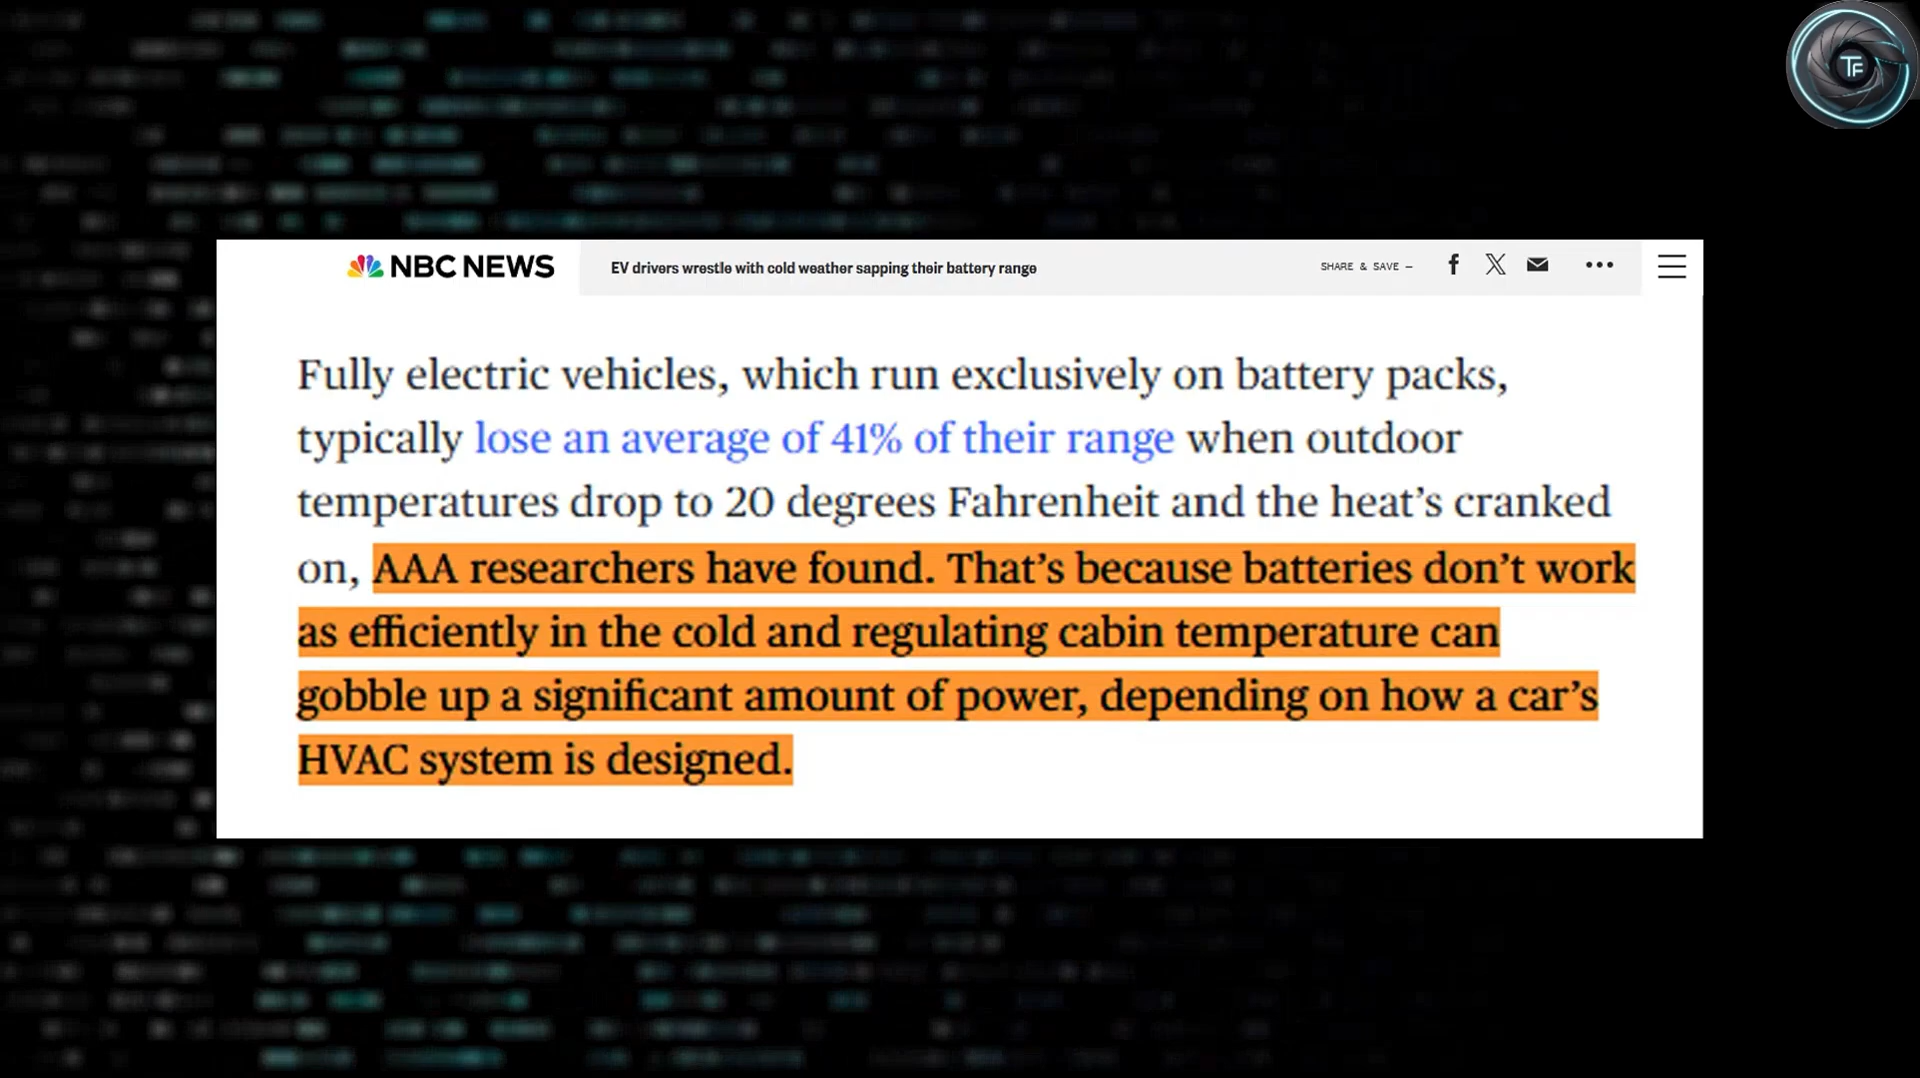 TF
NBC NEWS
EV drivers wrestle with cold weather sapping their battery range
SHARE & SAVE –
Fully electric vehicles, which run exclusively on battery packs,
typically lose an average of 41% of their range when outdoor
temperatures drop to 20 degrees Fahrenheit and the heat’s cranked
on, AAA researchers have found. That’s because batteries don’t work
as efficiently in the cold and regulating cabin temperature can
gobble up a significant amount of power, depending on how a car’s
HVAC system is designed.